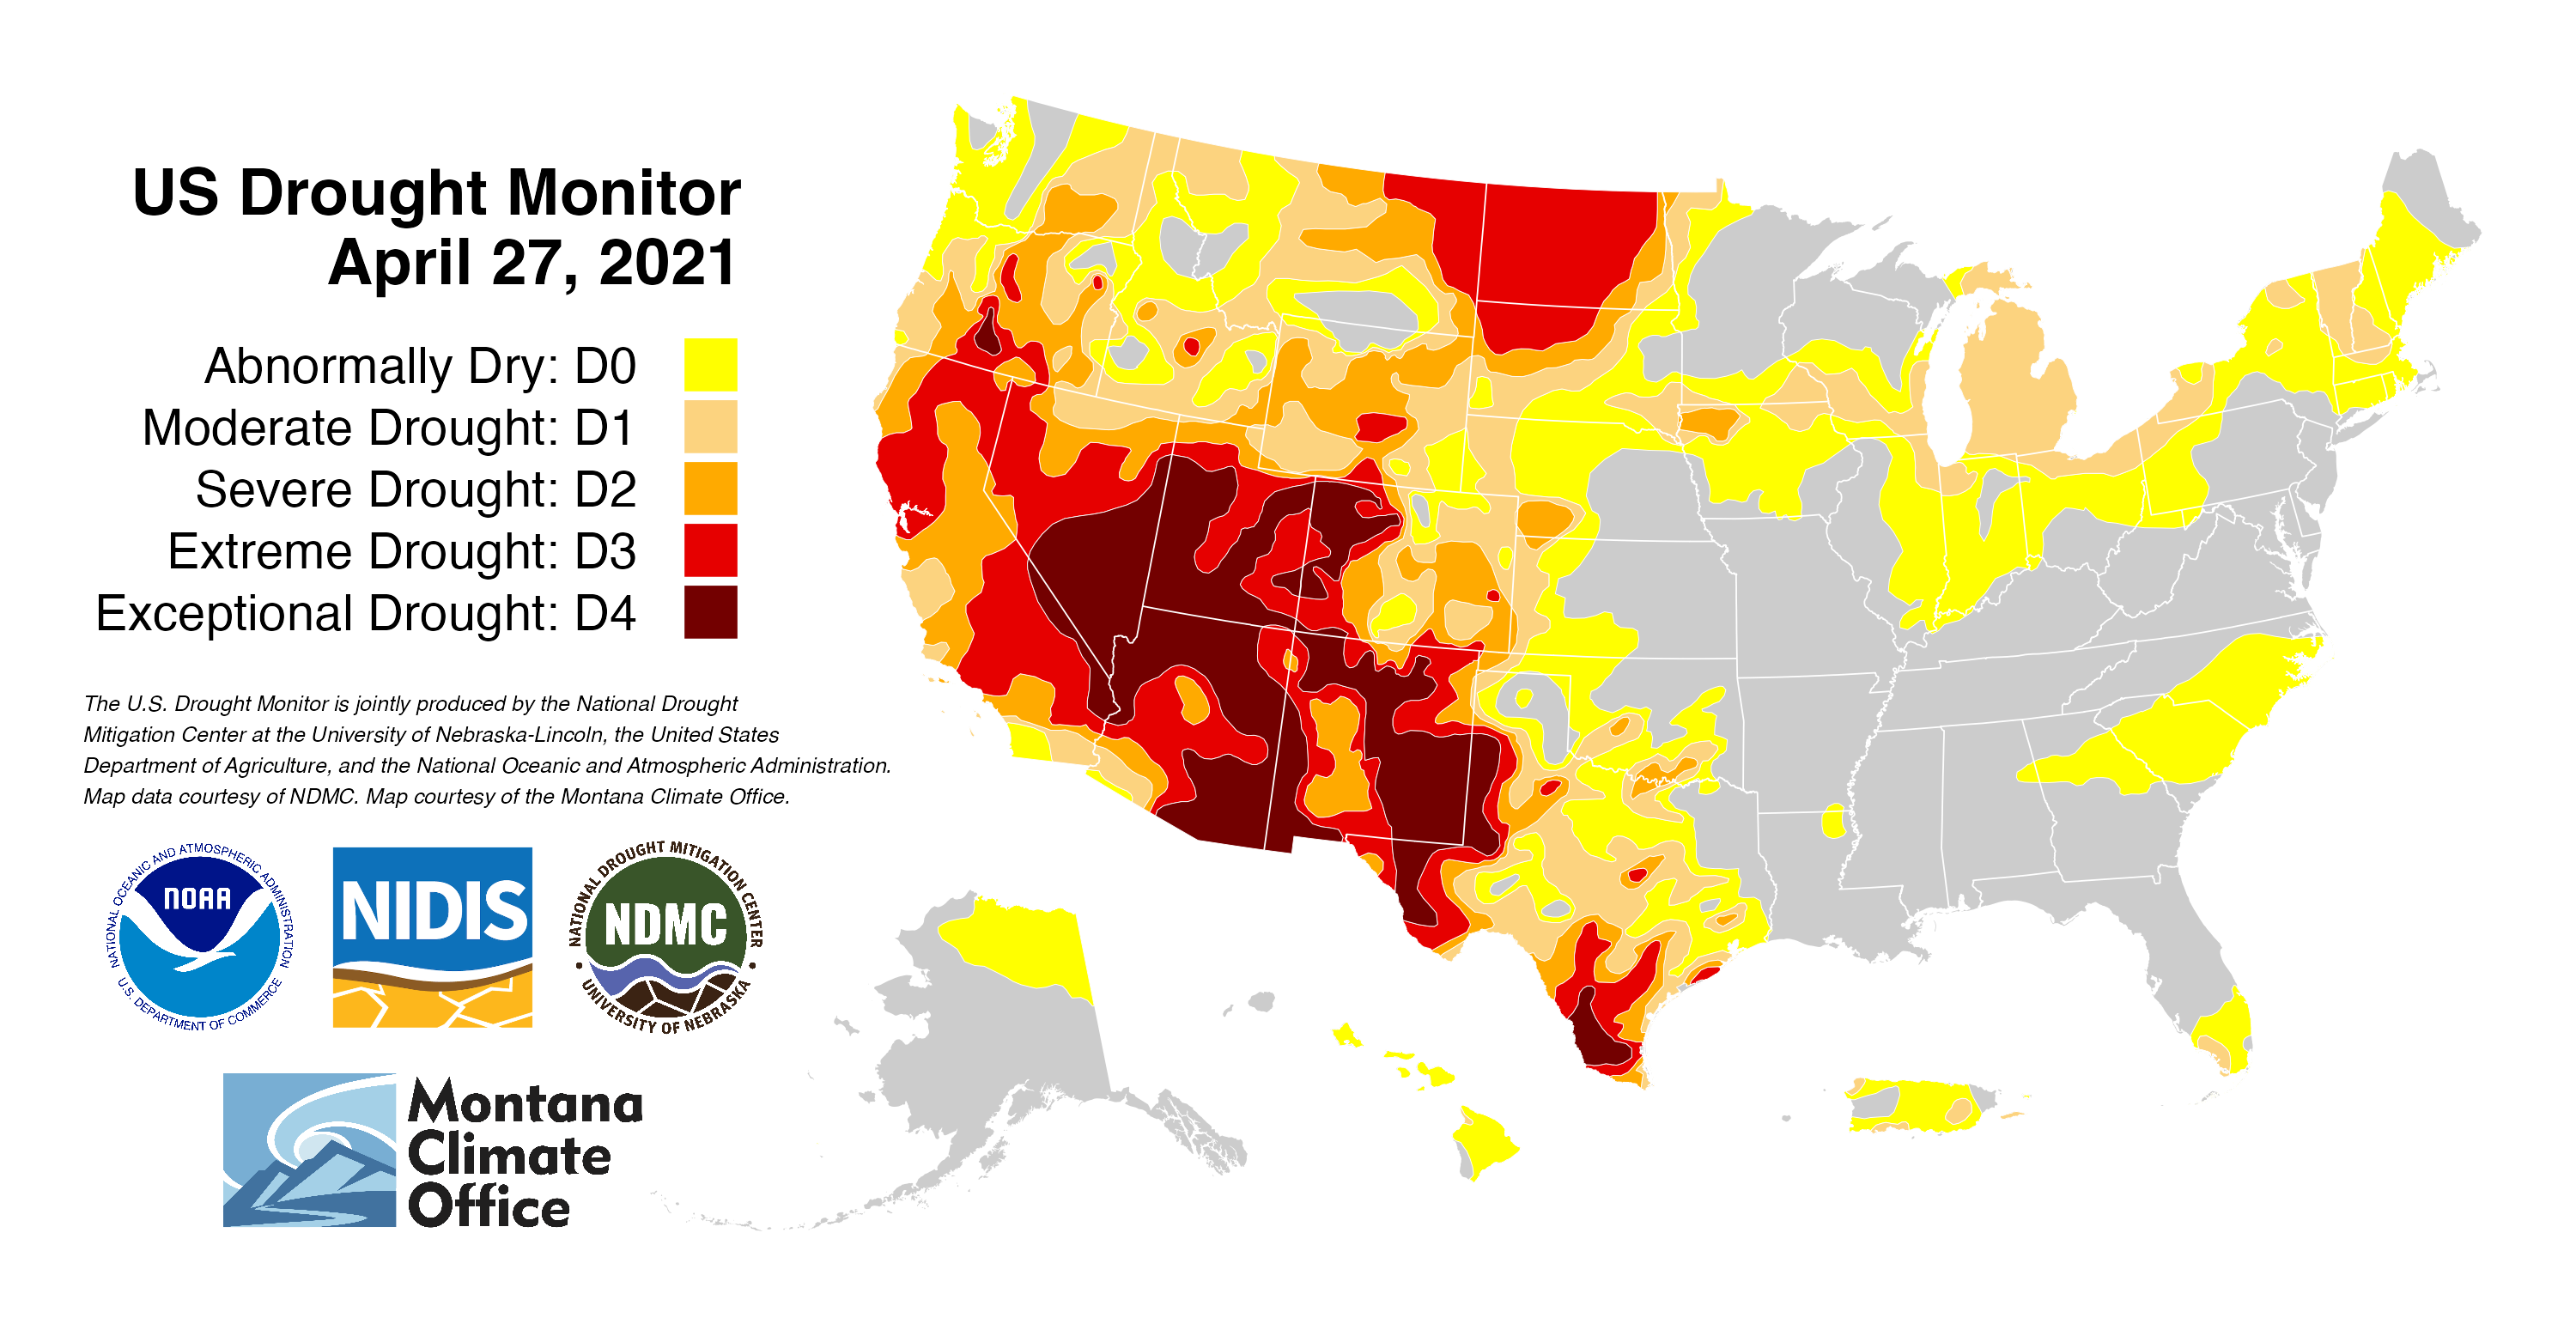 US Drought Monitor
April 27, 2021
Abnormally Dry: D0
Moderate Drought: D1
Severe Drought: D2
Extreme Drought: D3
Exceptional Drought: D4
The U.S. Drought Monitor is jointly produced by the National Drought
Mitigation Center at the University of Nebraska-Lincoln, the United States
Department of Agriculture, and the National Oceanic and Atmospheric Administration.
Map data courtesy of NDMC. Map courtesy of the Montana Climate Office.
NATIONAL OCEANIC AND ATMOSPHERIC ADMINISTRATION
NOAA
U.S. DEPARTMENT OF COMMERCE
NIDIS
NATIONAL DROUGHT MITIGATION CENTER
NDMC
UNIVERSITY OF NEBRASKA
Montana
Climate
Office